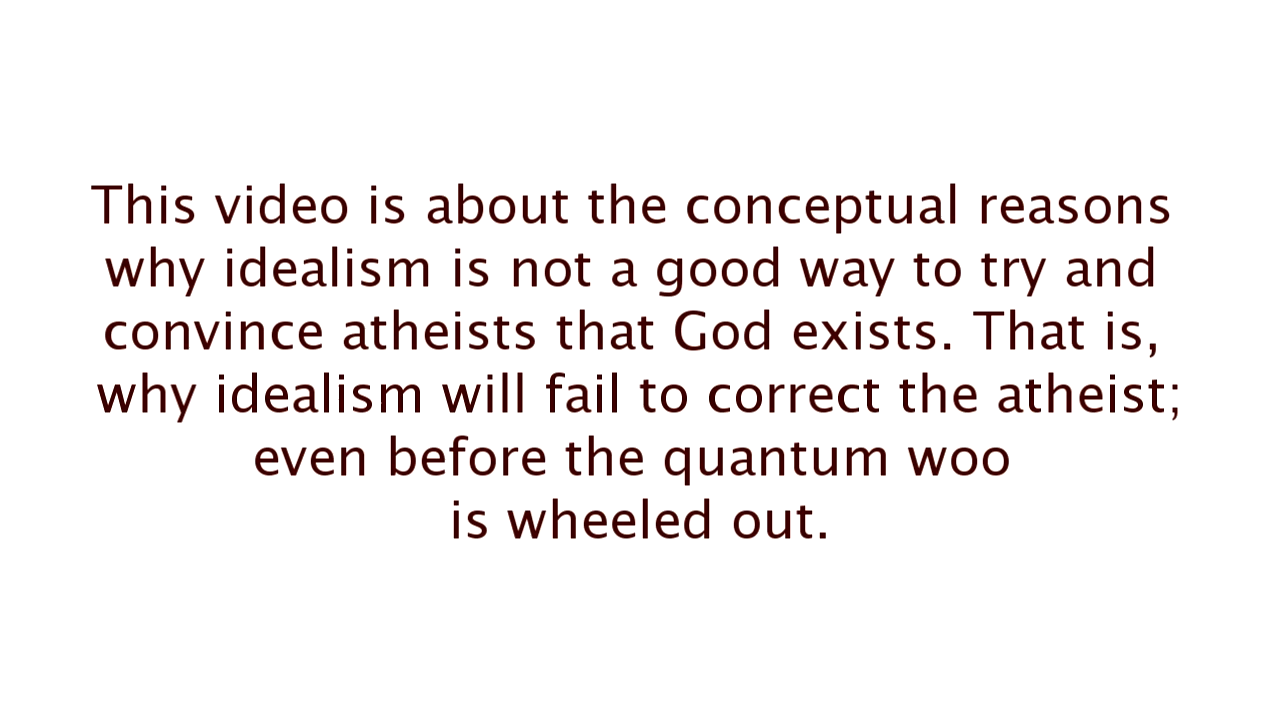 This video is about the conceptual reasons
why idealism is not a good way to try and
convince atheists that God exists. That is,
why idealism will fail to correct the atheist;
even before the quantum woo
is wheeled out.